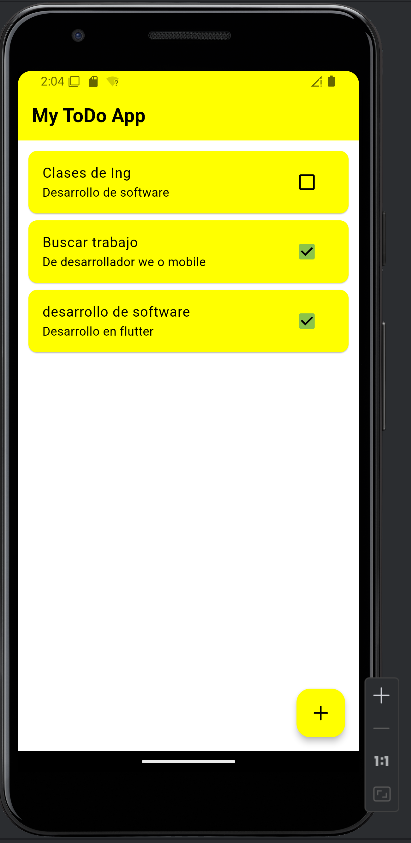 2:04
My ToDo App
Clases de Ing
Desarrollo de software
Buscar trabajo
De desarrollador we o mobile
desarrollo de software
Desarrollo en flutter
+
+
1:1